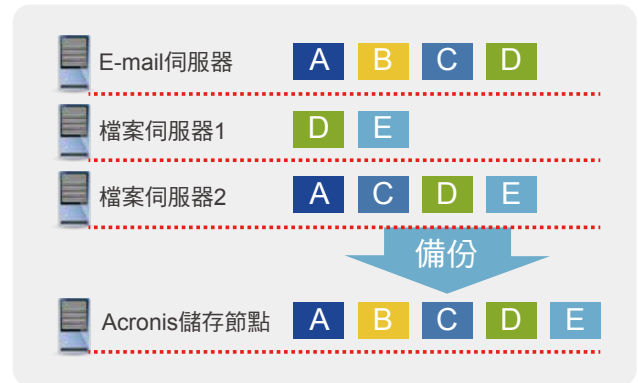 E-mail伺服器 A B C D
檔案伺服器1 D E
檔案伺服器2 A C D E
備份
Acronis儲存節點 A B C D E